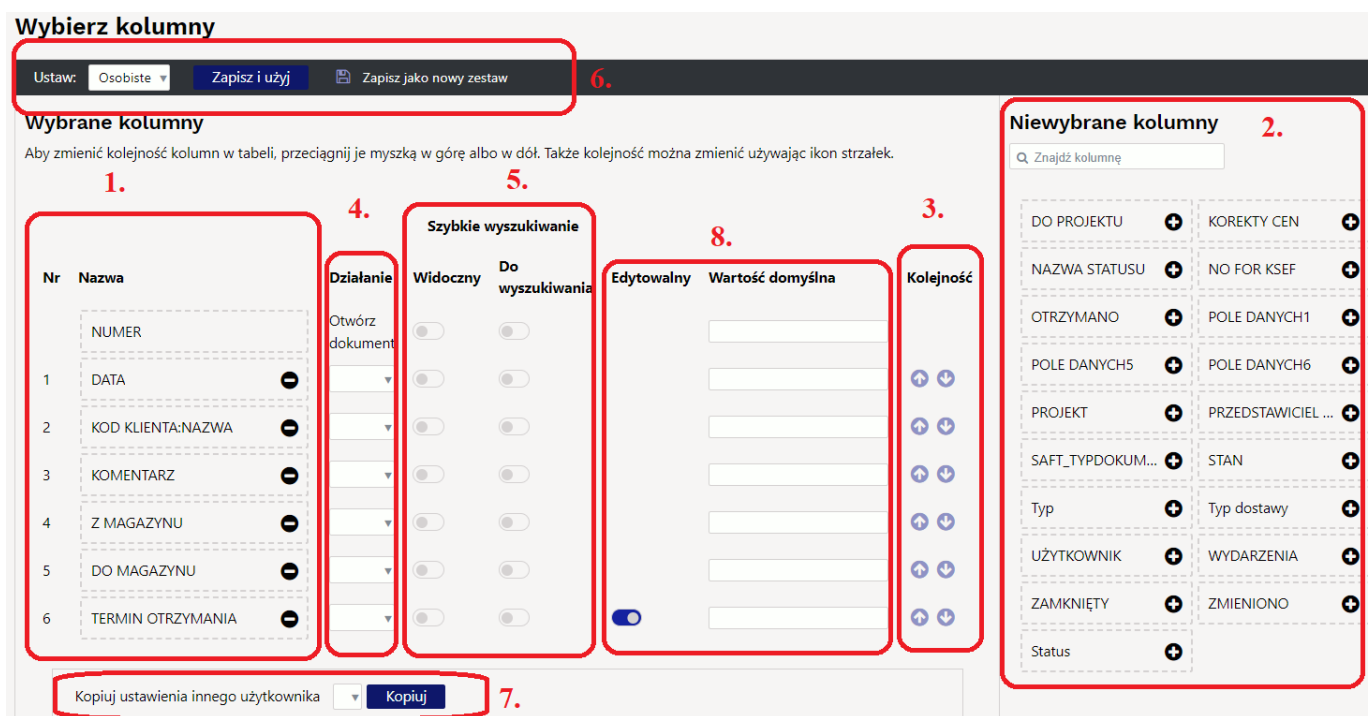 Wybierz kolumny
Ustaw: Osobiste Zapisz i użyj Zapisz jako nowy zestaw 6.
Wybrane kolumny
Aby zmienić kolejność kolumn w tabeli, przeciągnij je myszką w górę albo w dół. Także kolejność można zmienić używając ikon strzałek.
1. 4. 5. 8. 3.
Szybkie wyszukiwanie
Nr Nazwa Działanie Widoczny Do wyszukiwania Edytowalny Wartość domyślna Kolejność
NUMER Otwórz dokument
1 DATA
2 KOD KLIENTA:NAZWA
3 KOMENTARZ
4 Z MAGAZYNU
5 DO MAGAZYNU
6 TERMIN OTRZYMANIA
Kopiuj ustawienia innego użytkownika Kopiuj 7.
Niewybrane kolumny 2.
Znajdź kolumnę
DO PROJEKTU KOREKTY CEN
NAZWA STATUSU NO FOR KSEF
OTRZYMANO POLE DANYCH1
POLE DANYCH5 POLE DANYCH6
PROJEKT PRZEDSTAWICIEL ...
SAFT_TYPDOKUM... STAN
Typ Typ dostawy
UŻYTKOWNIK WYDARZENIA
ZAMKNIĘTY ZMIENIONO
Status